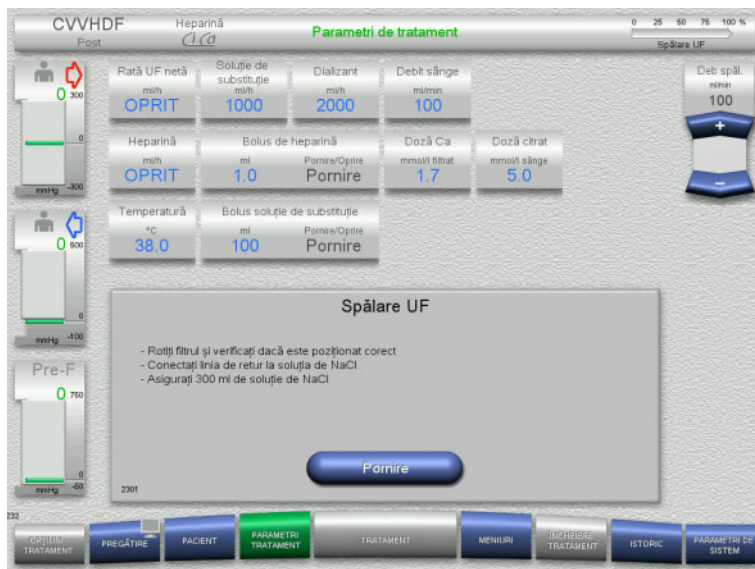 CVVHDF
Post
Heparină
Ci Ca
Parametri de tratament
0 25 50 75 100 %
Spălare UF
0
300
0
mmHg
-300
Rată UF netă
ml/h
OPRIT
Soluție de
substituție
ml/h
1000
Dializant
ml/h
2000
Debit sânge
ml/min
100
Deb spăl.
ml/min
100
+
–
Heparină
ml/h
OPRIT
Bolus de heparină
ml Pornire/Oprire
1.0 Pornire
Doză Ca
mmol/l filtrat
1.7
Doză citrat
mmol/l sânge
5.0
Temperatură
°C
38.0
Bolus soluție de substituție
ml Pornire/Oprire
100 Pornire
0
500
0
mmHg
-100
Pre-F
0
750
0
mmHg
-50
Spălare UF
- Rotiți filtrul și verificați dacă este poziționat corect
- Conectați linia de retur la soluția de NaCl
- Asigurați 300 ml de soluție de NaCl
Pornire
2301
232
OPȚIUNI
TRATAMENT
PREGĂTIRE
PACIENT
PARAMETRI
TRATAMENT
TRATAMENT
MENIURI
ÎNCHEIERE
TRATAMENT
ISTORIC
PARAMETRI DE
SISTEM